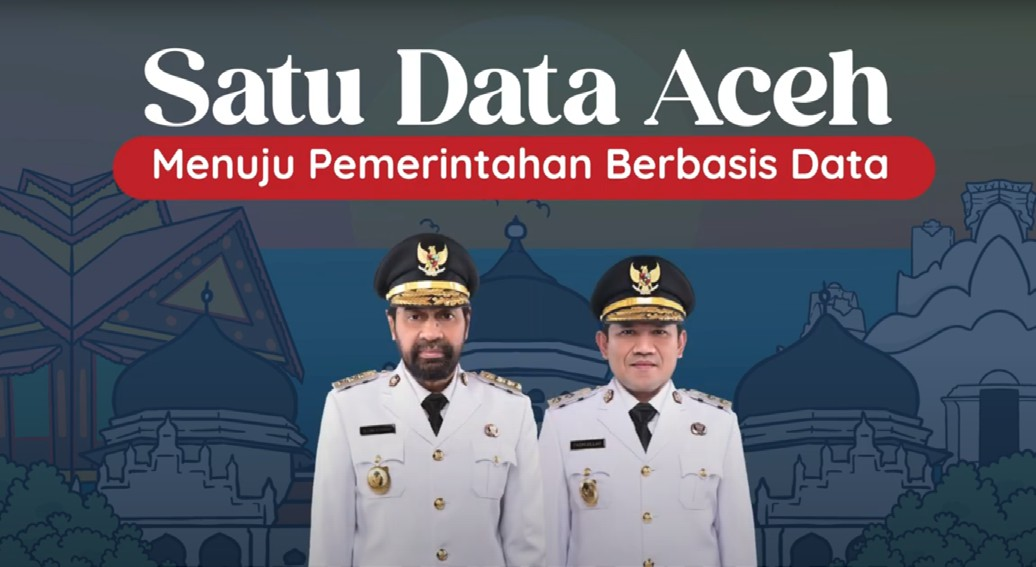 Satu Data Aceh
Menuju Pemerintahan Berbasis Data